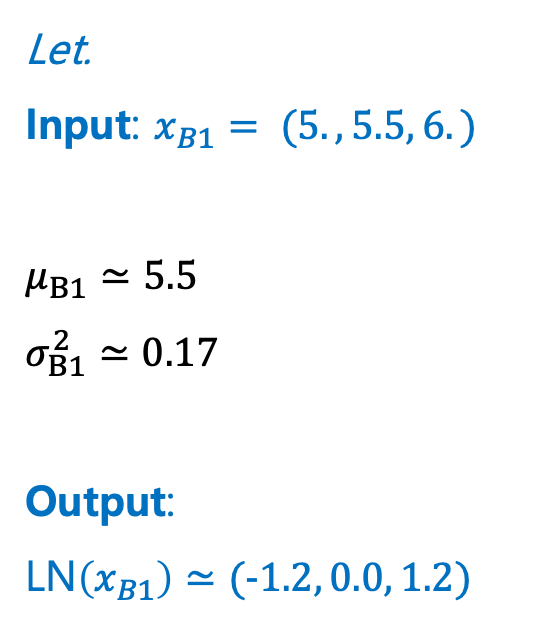 Let.
Input: x_B1 = (5., 5.5, 6.)
μ_B1 ≃ 5.5
σ²_B1 ≃ 0.17
Output:
LN(x_B1) ≃ (-1.2, 0.0, 1.2)